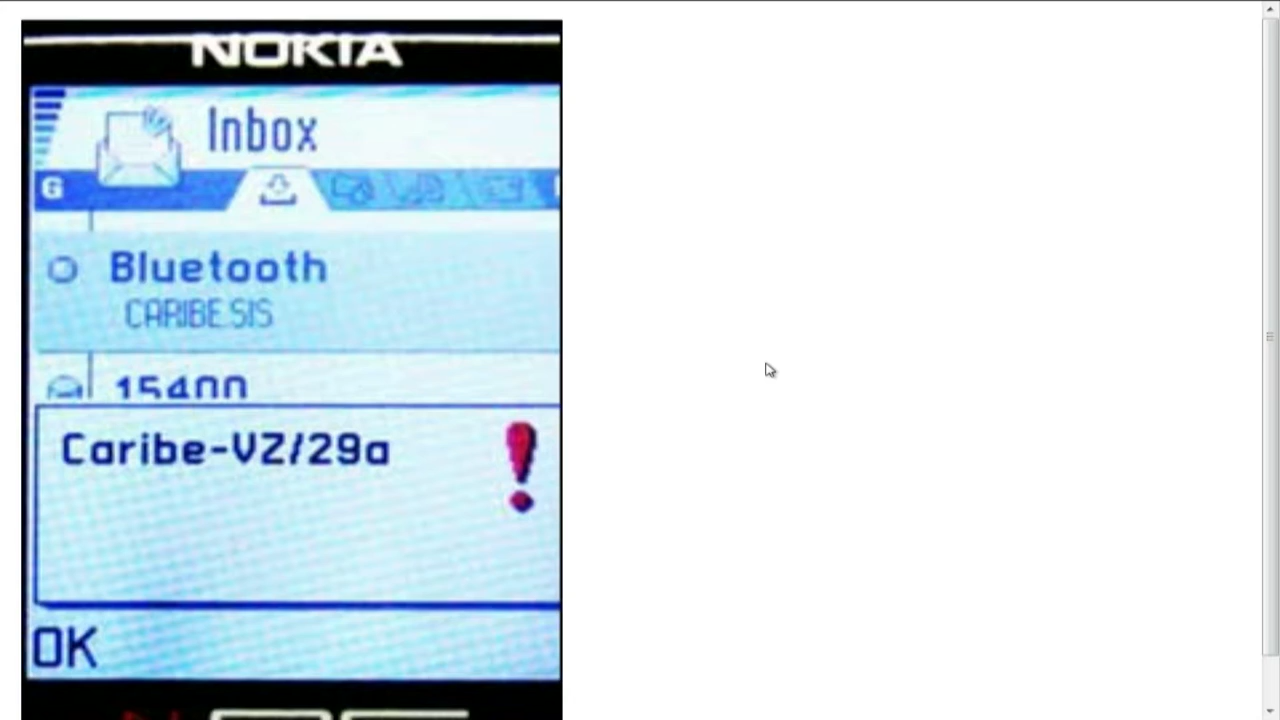 NOKIA
Inbox
G
Bluetooth
CARIBE.SIS
15400
Caribe-VZ/29a
OK